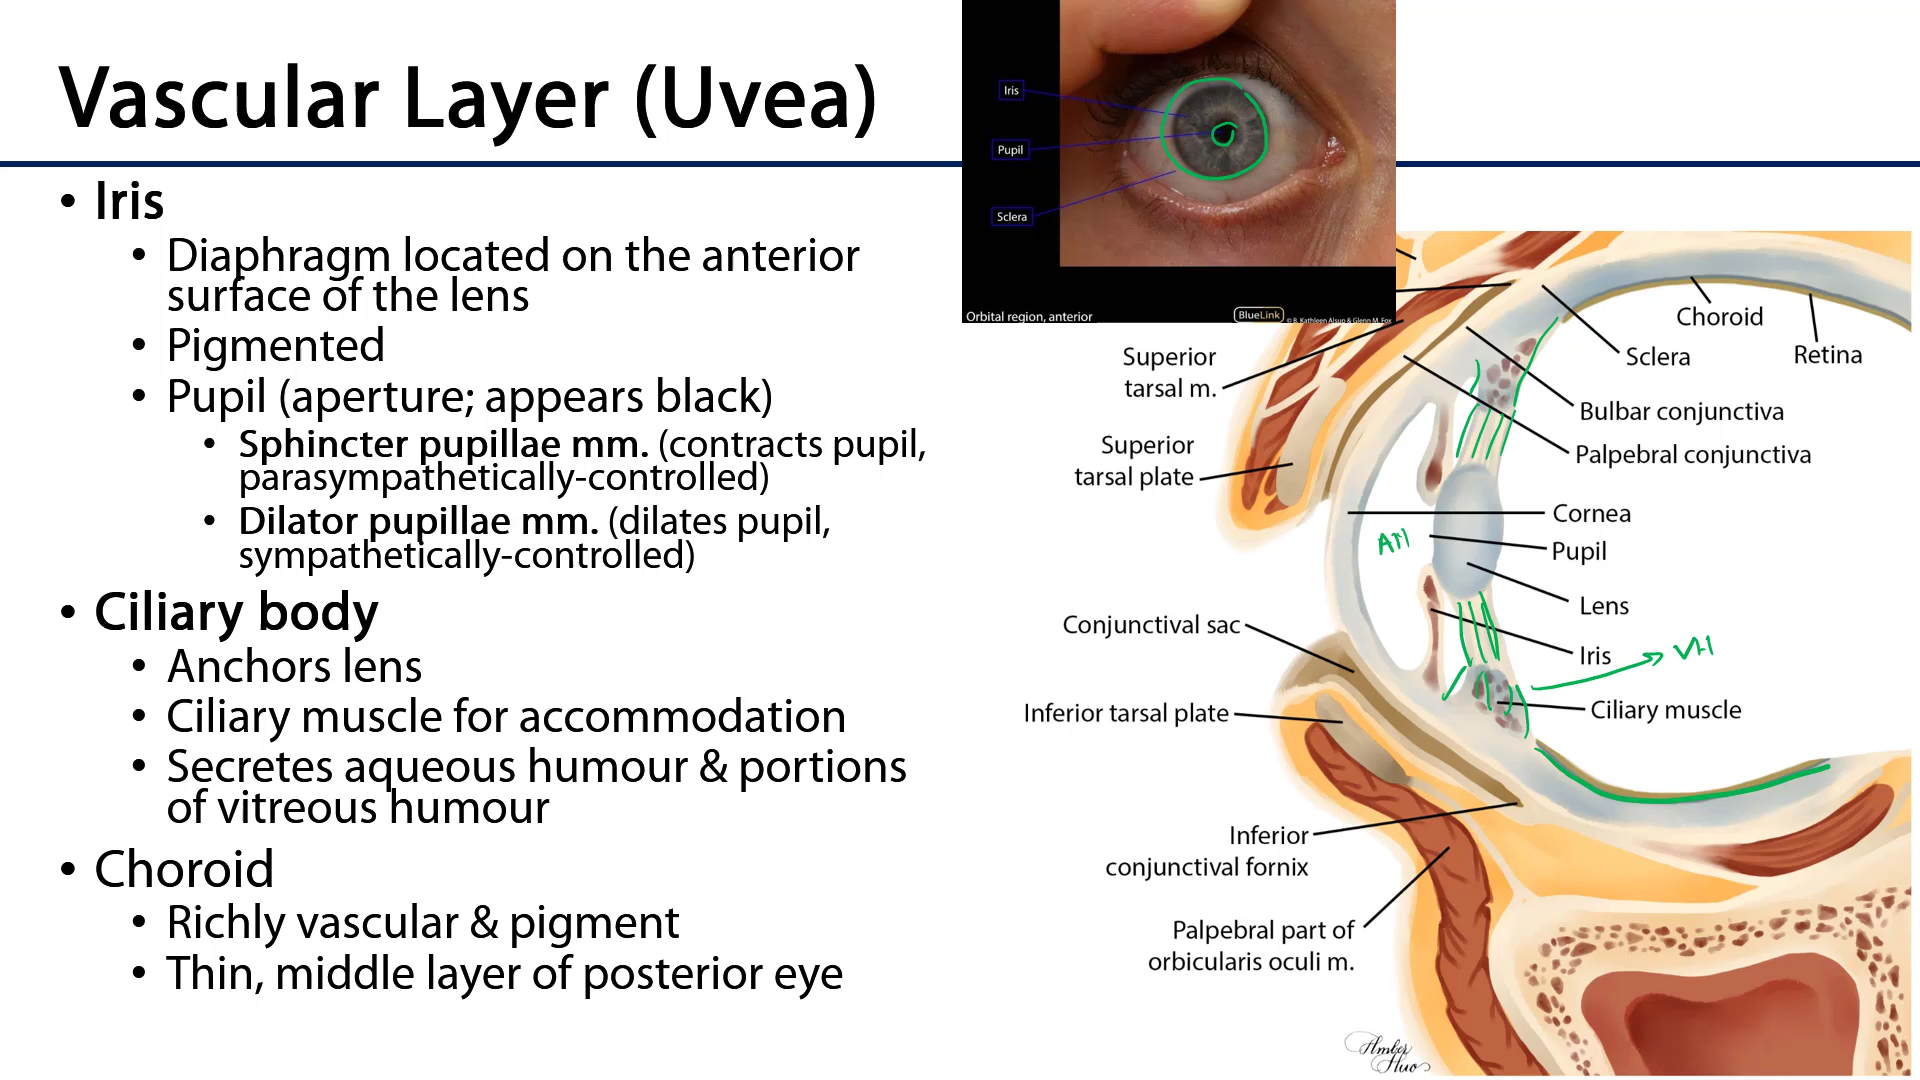 Vascular Layer (Uvea)
• Iris
• Diaphragm located on the anterior
surface of the lens
• Pigmented
• Pupil (aperture; appears black)
• Sphincter pupillae mm. (contracts pupil,
parasympathetically-controlled)
• Dilator pupillae mm. (dilates pupil,
sympathetically-controlled)
• Ciliary body
• Anchors lens
• Ciliary muscle for accommodation
• Secretes aqueous humour & portions
of vitreous humour
• Choroid
• Richly vascular & pigment
• Thin, middle layer of posterior eye
Iris
Pupil
Sclera
Orbital region, anterior
BlueLink
© B. Kathleen Alsup & Glenn M. Fox
Choroid
Sclera
Retina
Superior
tarsal m.
Bulbar conjunctiva
Palpebral conjunctiva
Superior
tarsal plate
Cornea
AH
Pupil
Lens
Conjunctival sac
Iris
VH
Ciliary muscle
Inferior tarsal plate
Inferior
conjunctival fornix
Palpebral part of
orbicularis oculi m.
Amber
Huo